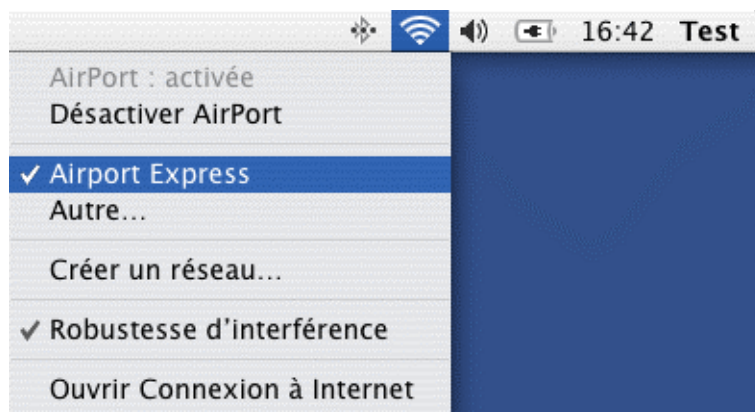 16:42 Test
AirPort : activée
Désactiver AirPort
Airport Express
Autre...
Créer un réseau...
Robustesse d'interférence
Ouvrir Connexion à Internet